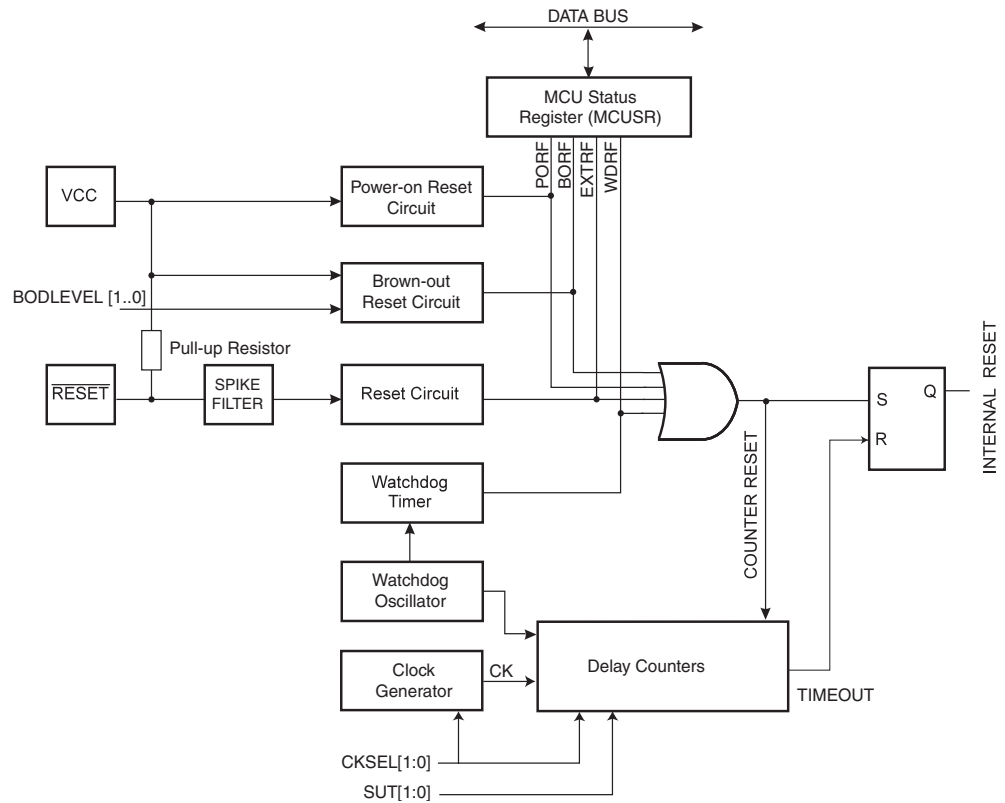 DATA BUS
MCU Status
Register (MCUSR)
PORF
BORF
EXTRF
WDRF
VCC
Power-on Reset
Circuit
Brown-out
Reset Circuit
BODLEVEL [1..0]
Pull-up Resistor
RESET
SPIKE
FILTER
Reset Circuit
S
Q
R
INTERNAL RESET
Watchdog
Timer
COUNTER RESET
Watchdog
Oscillator
Clock
Generator
CK
Delay Counters
TIMEOUT
CKSEL[1:0]
SUT[1:0]